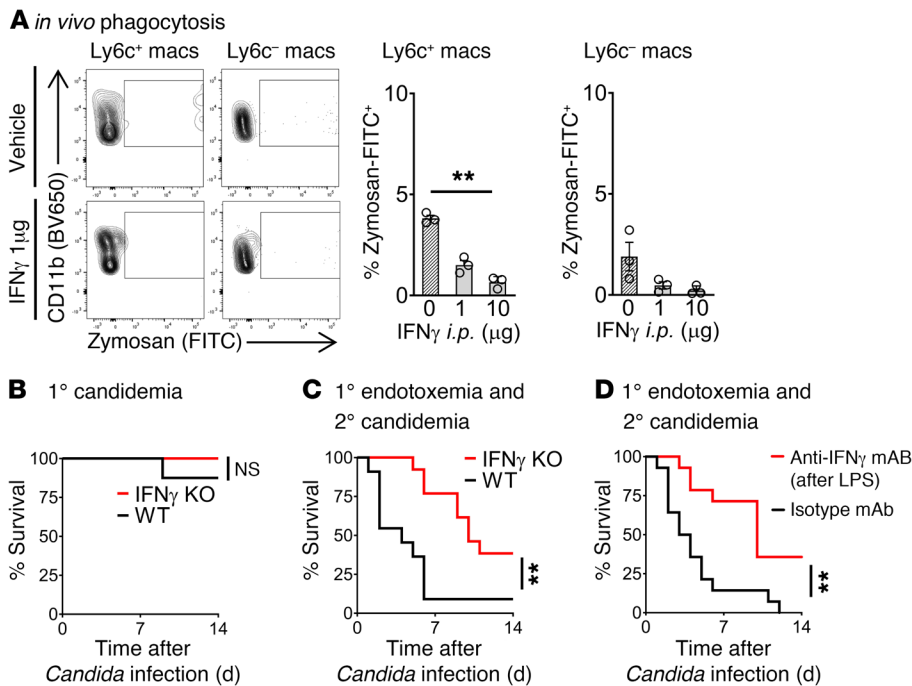 A in vivo phagocytosis
Ly6c+ macs Ly6c− macs Ly6c+ macs Ly6c− macs
Vehicle
IFNγ 1μg
CD11b (BV650)
Zymosan (FITC)
% Zymosan-FITC+
10
5
0
**
0 1 10
IFNγ i.p. (μg)
% Zymosan-FITC+
10
5
0
0 1 10
IFNγ i.p. (μg)
B 1° candidemia
% Survival
100
75
50
25
0
0 7 14
IFNγ KO
WT
NS
Time after
Candida infection (d)
C 1° endotoxemia and
2° candidemia
% Survival
100
75
50
25
0
0 7 14
IFNγ KO
WT
**
Time after
Candida infection (d)
D 1° endotoxemia and
2° candidemia
% Survival
100
75
50
25
0
0 7 14
Anti-IFNγ mAB
(after LPS)
Isotype mAb
**
Time after
Candida infection (d)